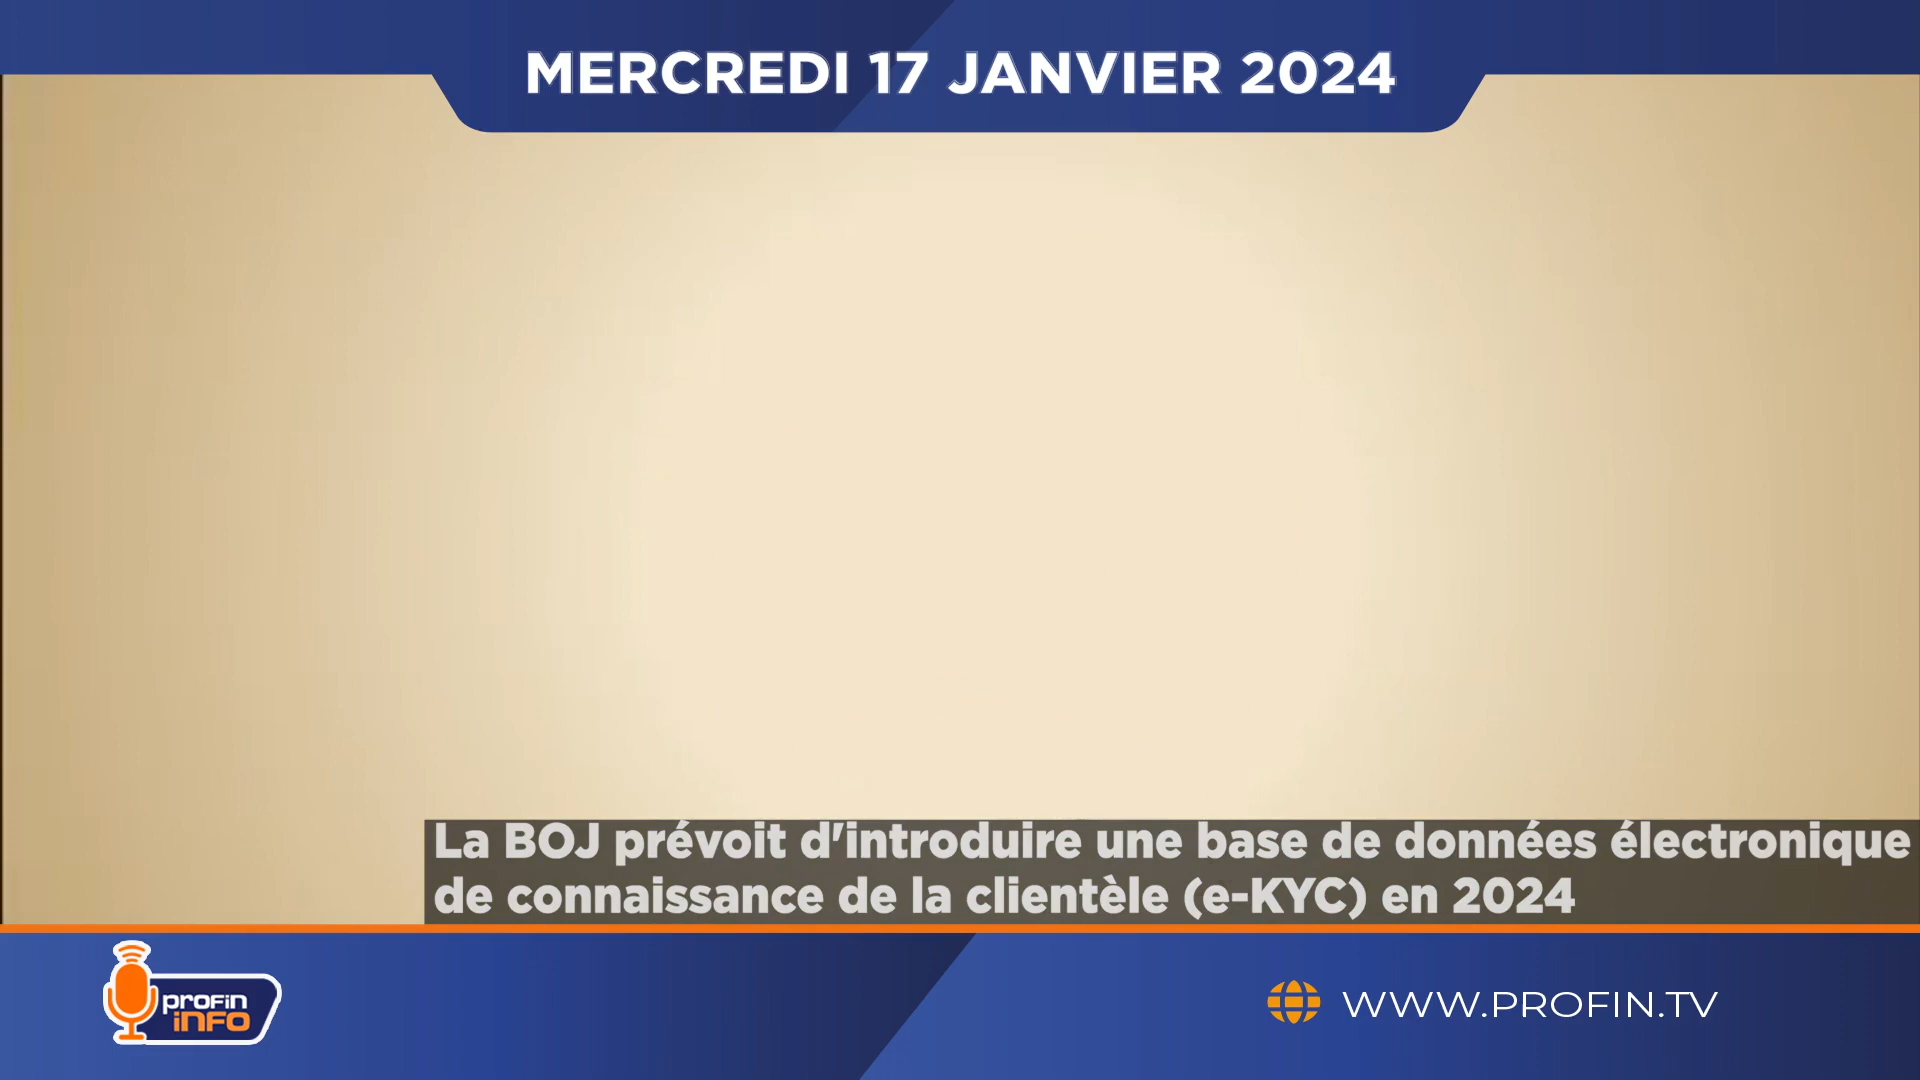 MERCREDI 17 JANVIER 2024
La BOJ prévoit d'introduire une base de données électronique
de connaissance de la clientèle (e-KYC) en 2024
PROFIN
INFO
WWW.PROFIN.TV